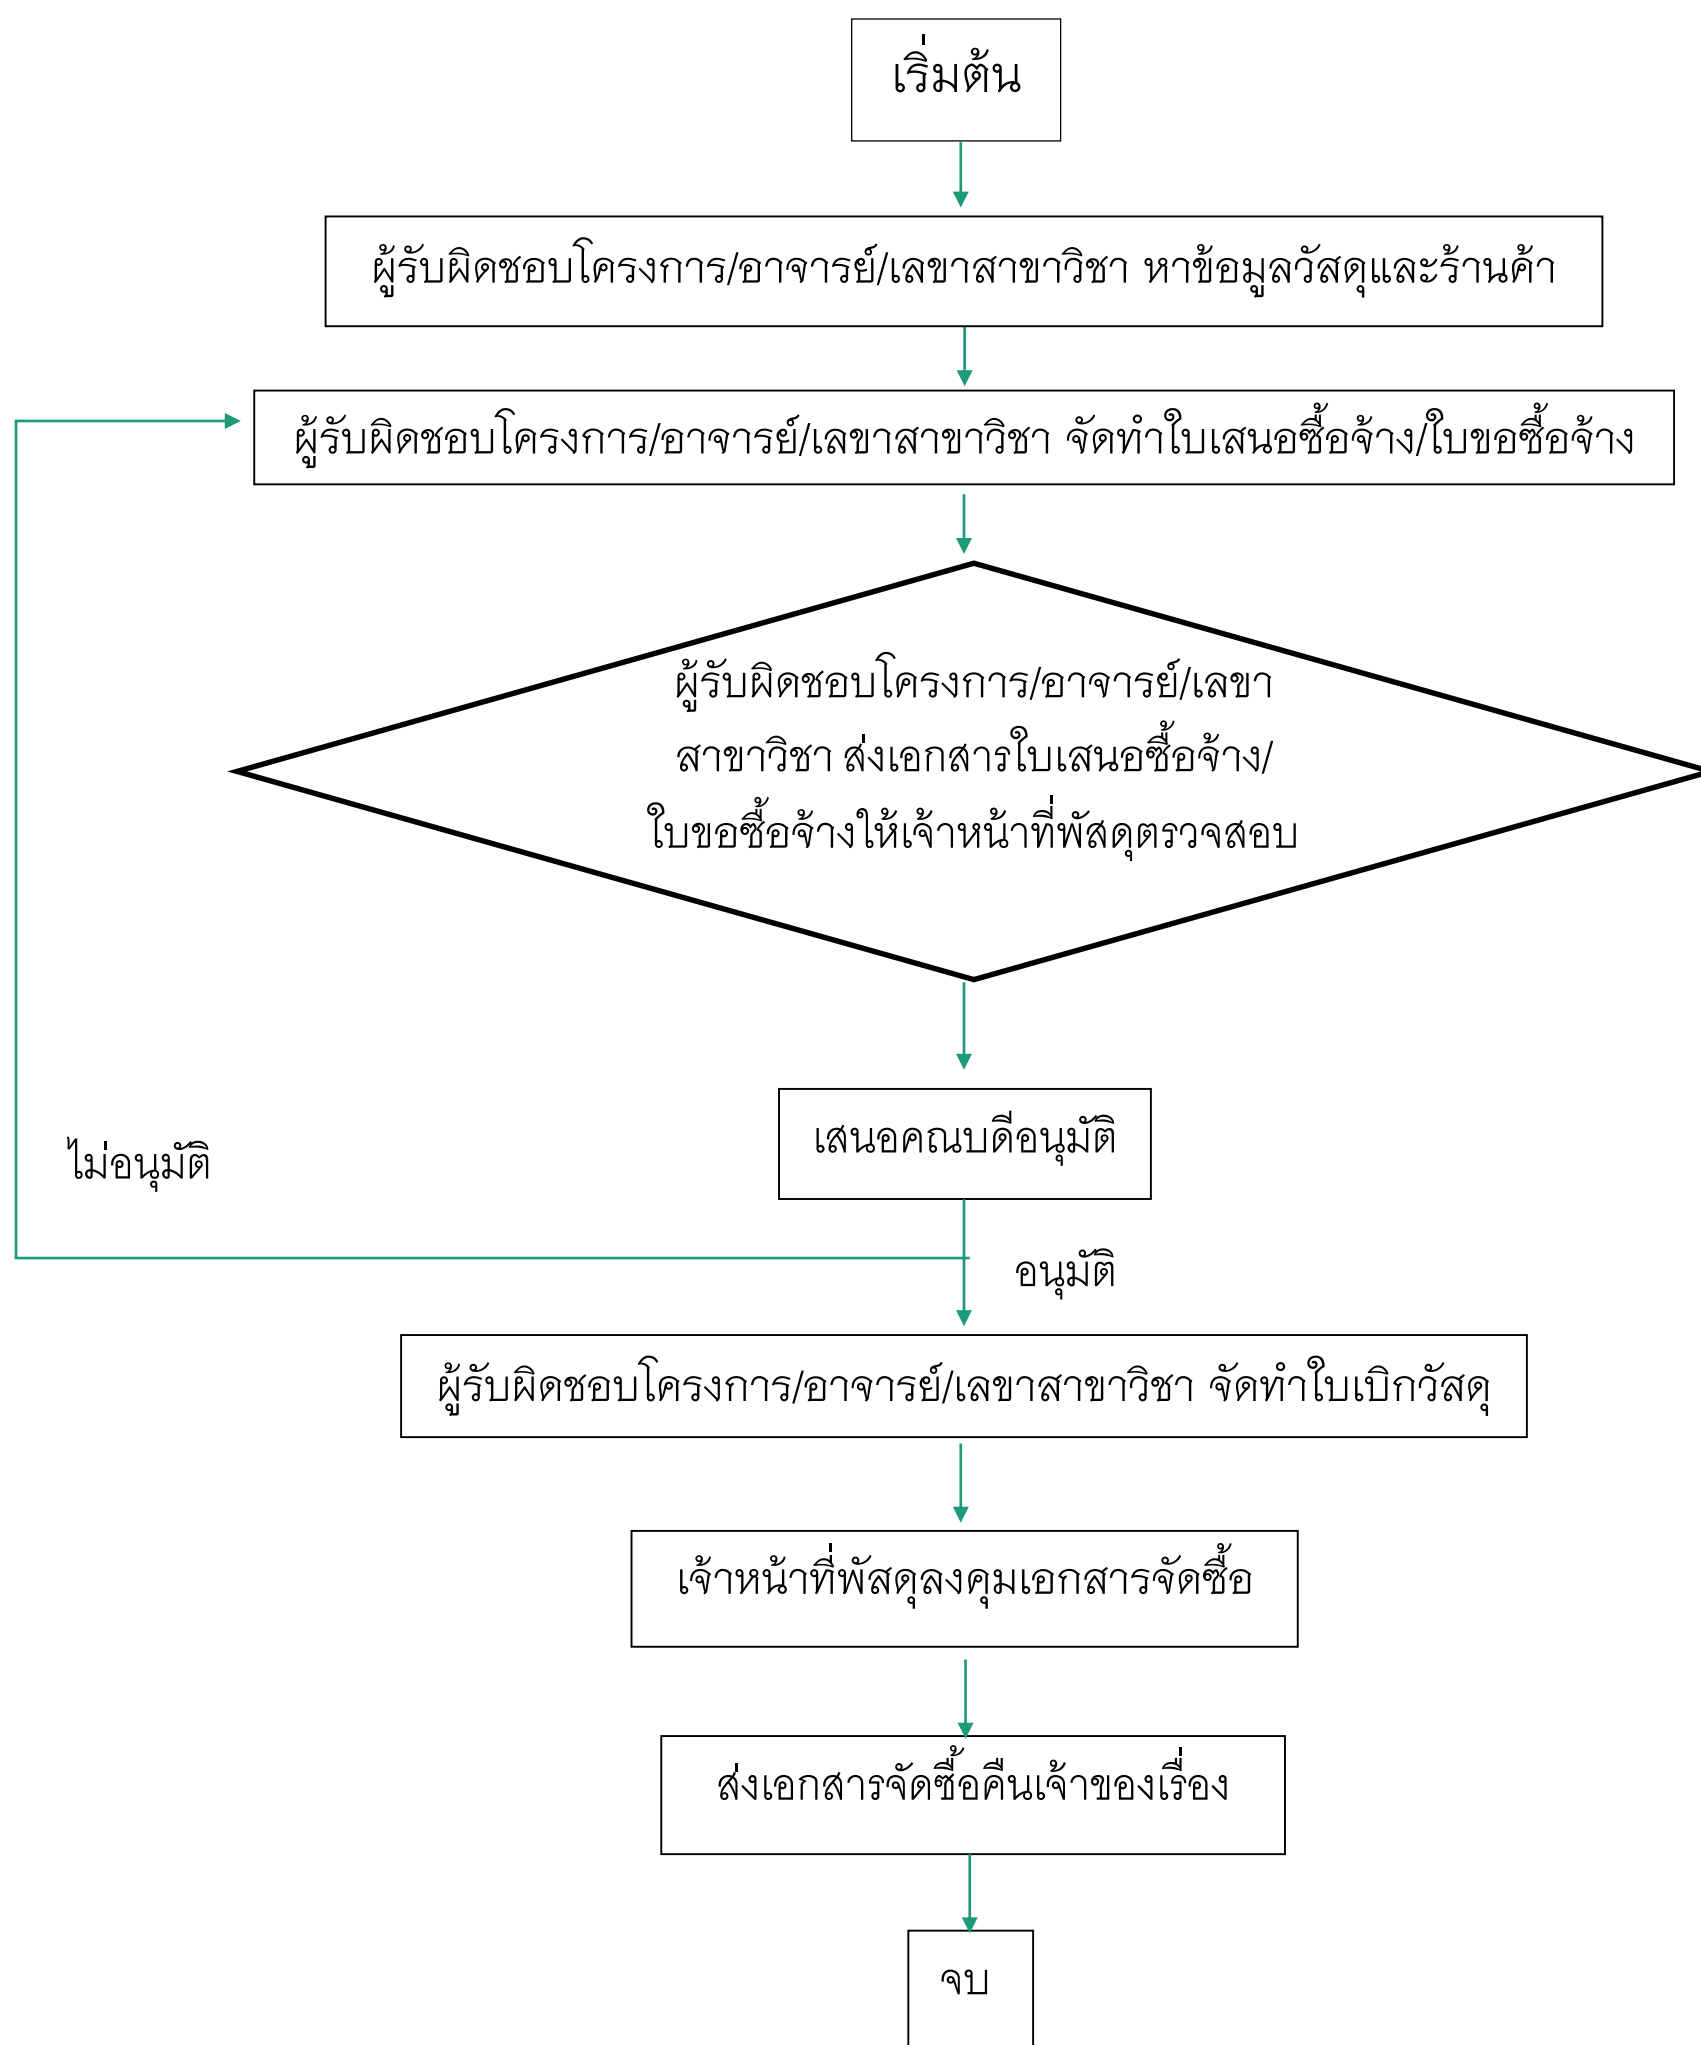 เริ่มต้น
ผู้รับผิดชอบโครงการ/อาจารย์/เลขาสาขาวิชา หาข้อมูลวัสดุและร้านค้า
ผู้รับผิดชอบโครงการ/อาจารย์/เลขาสาขาวิชา จัดทำใบเสนอซื้อจ้าง/ใบขอซื้อจ้าง
ผู้รับผิดชอบโครงการ/อาจารย์/เลขา
สาขาวิชา ส่งเอกสารใบเสนอซื้อจ้าง/
ใบขอซื้อจ้างให้เจ้าหน้าที่พัสดุตรวจสอบ
เสนอคณบดีอนุมัติ
ไม่อนุมัติ
อนุมัติ
ผู้รับผิดชอบโครงการ/อาจารย์/เลขาสาขาวิชา จัดทำใบเบิกวัสดุ
เจ้าหน้าที่พัสดุลงคุมเอกสารจัดซื้อ
ส่งเอกสารจัดซื้อคืนเจ้าของเรื่อง
จบ